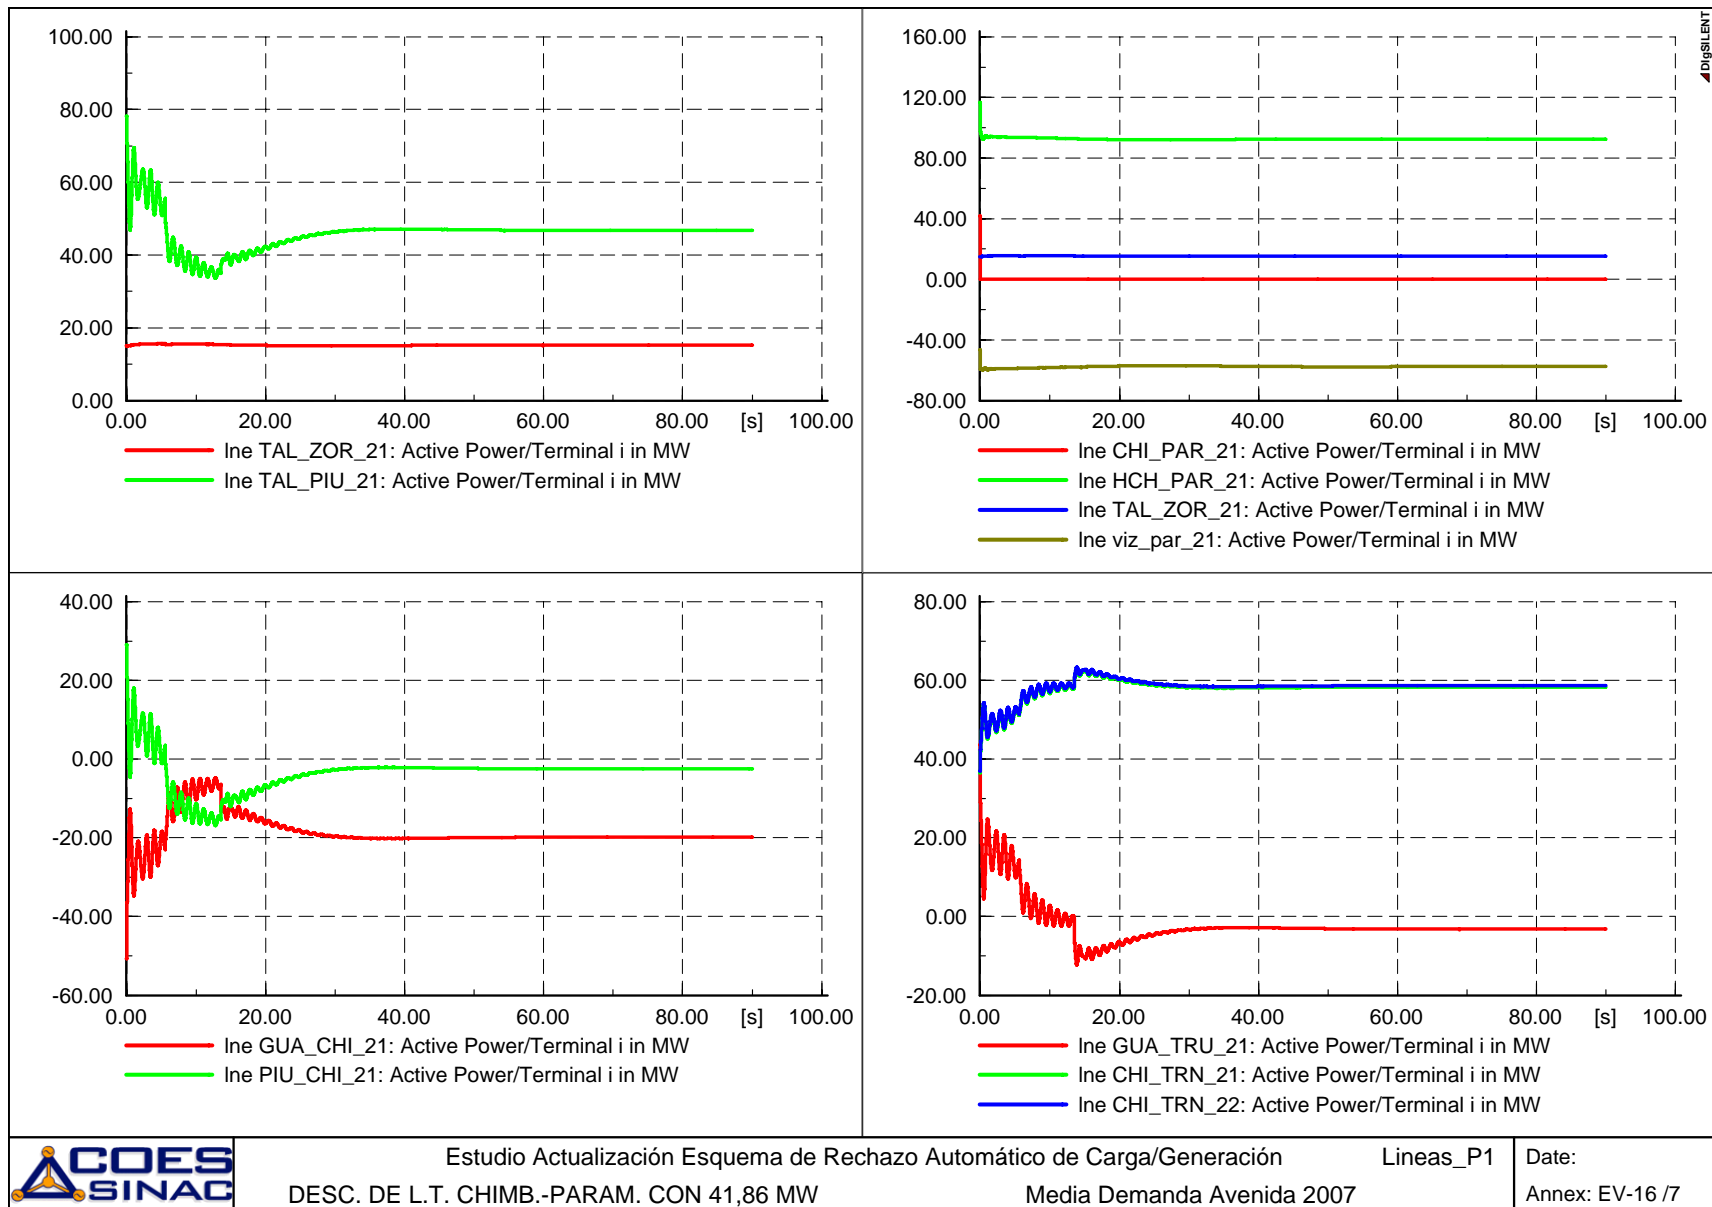 100.00
80.00
60.00
40.00
20.00
0.00
0.00 20.00 40.00 60.00 80.00 [s] 100.00
lne TAL_ZOR_21: Active Power/Terminal i in MW
lne TAL_PIU_21: Active Power/Terminal i in MW
DIgSILENT
160.00
120.00
80.00
40.00
0.00
-40.00
-80.00
0.00 20.00 40.00 60.00 80.00 [s] 100.00
lne CHI_PAR_21: Active Power/Terminal i in MW
lne HCH_PAR_21: Active Power/Terminal i in MW
lne TAL_ZOR_21: Active Power/Terminal i in MW
lne viz_par_21: Active Power/Terminal i in MW
40.00
20.00
0.00
-20.00
-40.00
-60.00
0.00 20.00 40.00 60.00 80.00 [s] 100.00
lne GUA_CHI_21: Active Power/Terminal i in MW
lne PIU_CHI_21: Active Power/Terminal i in MW
80.00
60.00
40.00
20.00
0.00
-20.00
0.00 20.00 40.00 60.00 80.00 [s] 100.00
lne GUA_TRU_21: Active Power/Terminal i in MW
lne CHI_TRN_21: Active Power/Terminal i in MW
lne CHI_TRN_22: Active Power/Terminal i in MW
COES
SINAC
Estudio Actualización Esquema de Rechazo Automático de Carga/Generación Lineas_P1
DESC. DE L.T. CHIMB.-PARAM. CON 41,86 MW Media Demanda Avenida 2007
Date:
Annex: EV-16 /7